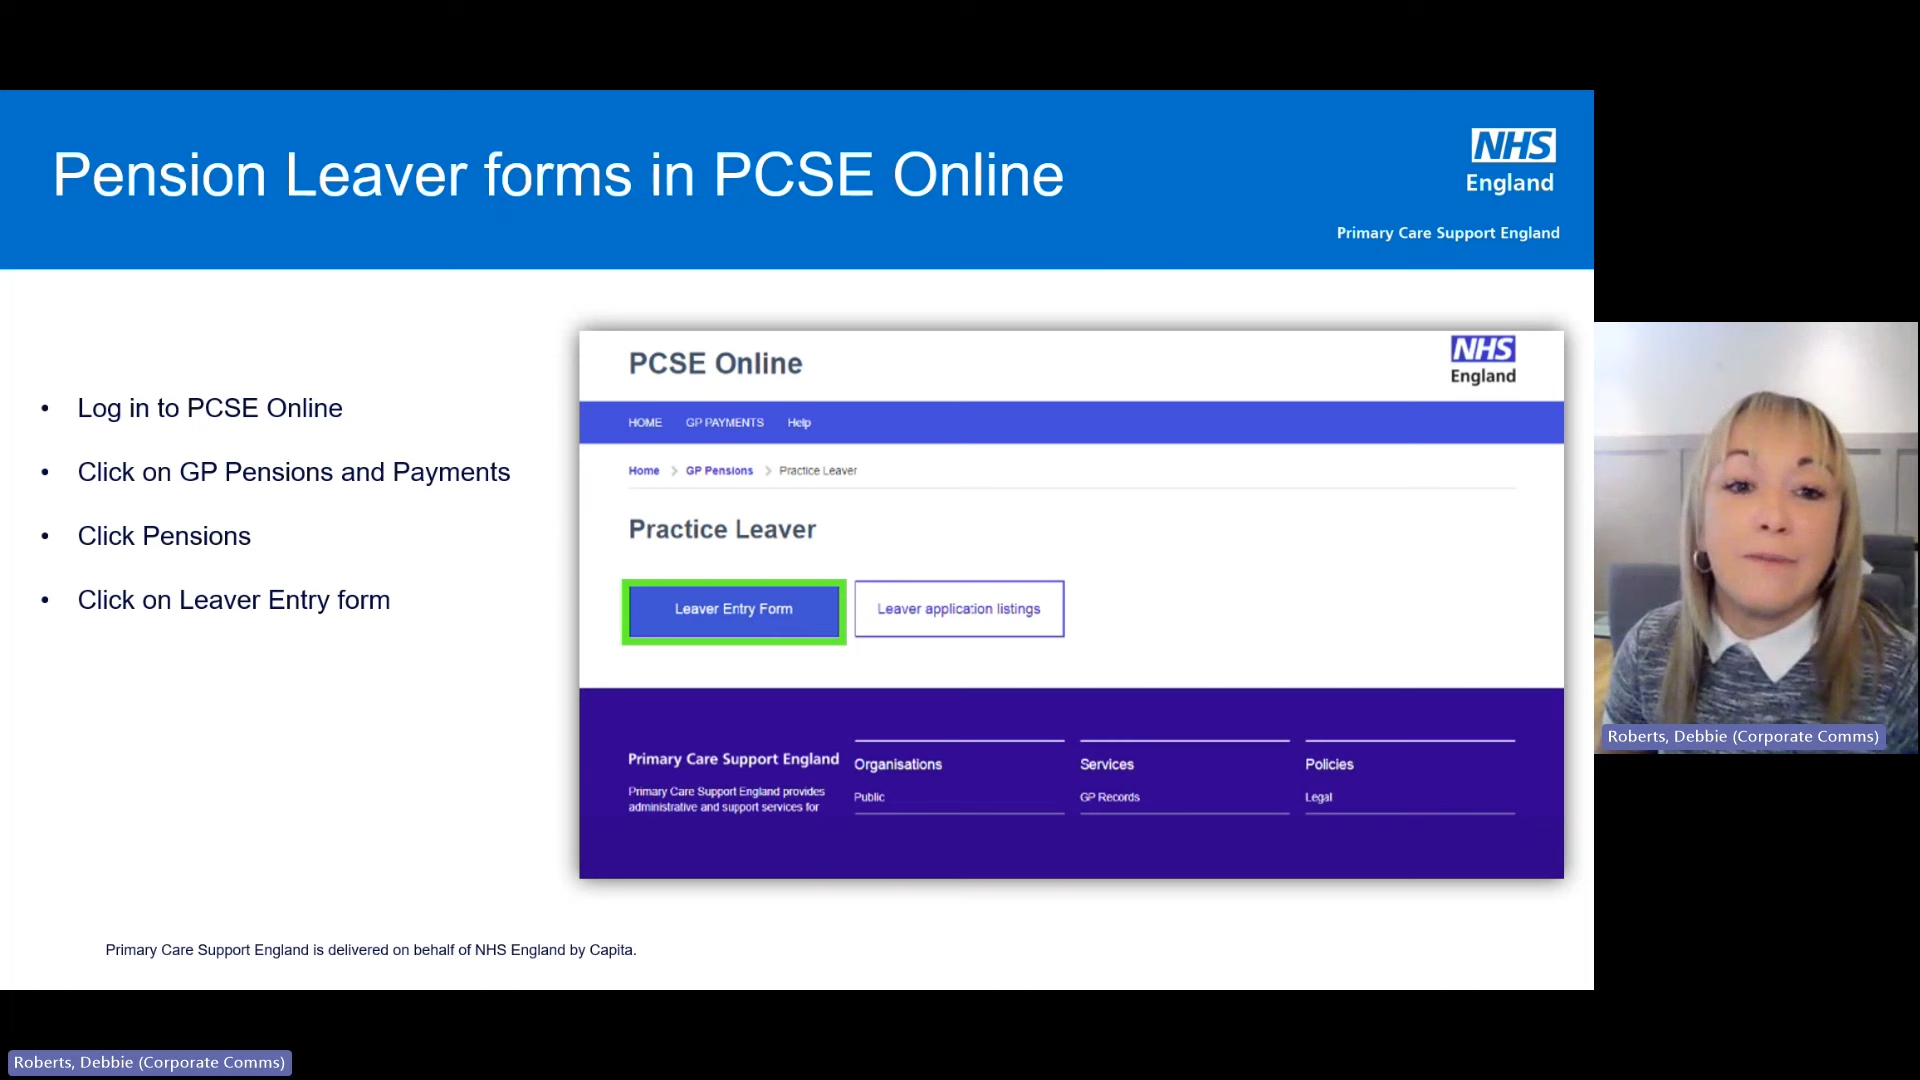 Pension Leaver forms in PCSE Online
NHS
England
Primary Care Support England
• Log in to PCSE Online
• Click on GP Pensions and Payments
• Click Pensions
• Click on Leaver Entry form
PCSE Online
NHS
England
HOME GP PAYMENTS Help
Home > GP Pensions > Practice Leaver
Practice Leaver
Leaver Entry Form Leaver application listings
Primary Care Support England
Primary Care Support England provides
administrative and support services for
Organisations
Public
Services
GP Records
Policies
Legal
Primary Care Support England is delivered on behalf of NHS England by Capita.
Roberts, Debbie (Corporate Comms)
Roberts, Debbie (Corporate Comms)